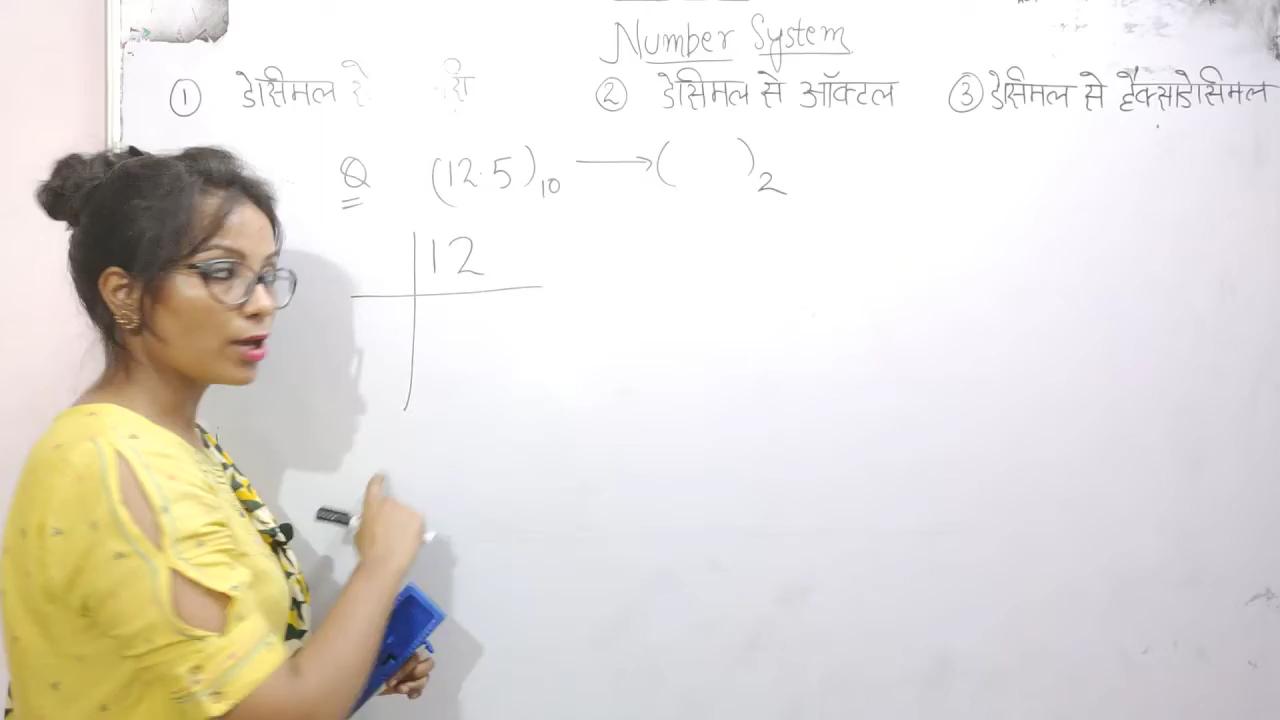 Number System
① डेसिमल से
② डेसिमल से ऑक्टल
③ डेसिमल से हैक्साडेसिमल
Q (12.5)10 → ( )2
12